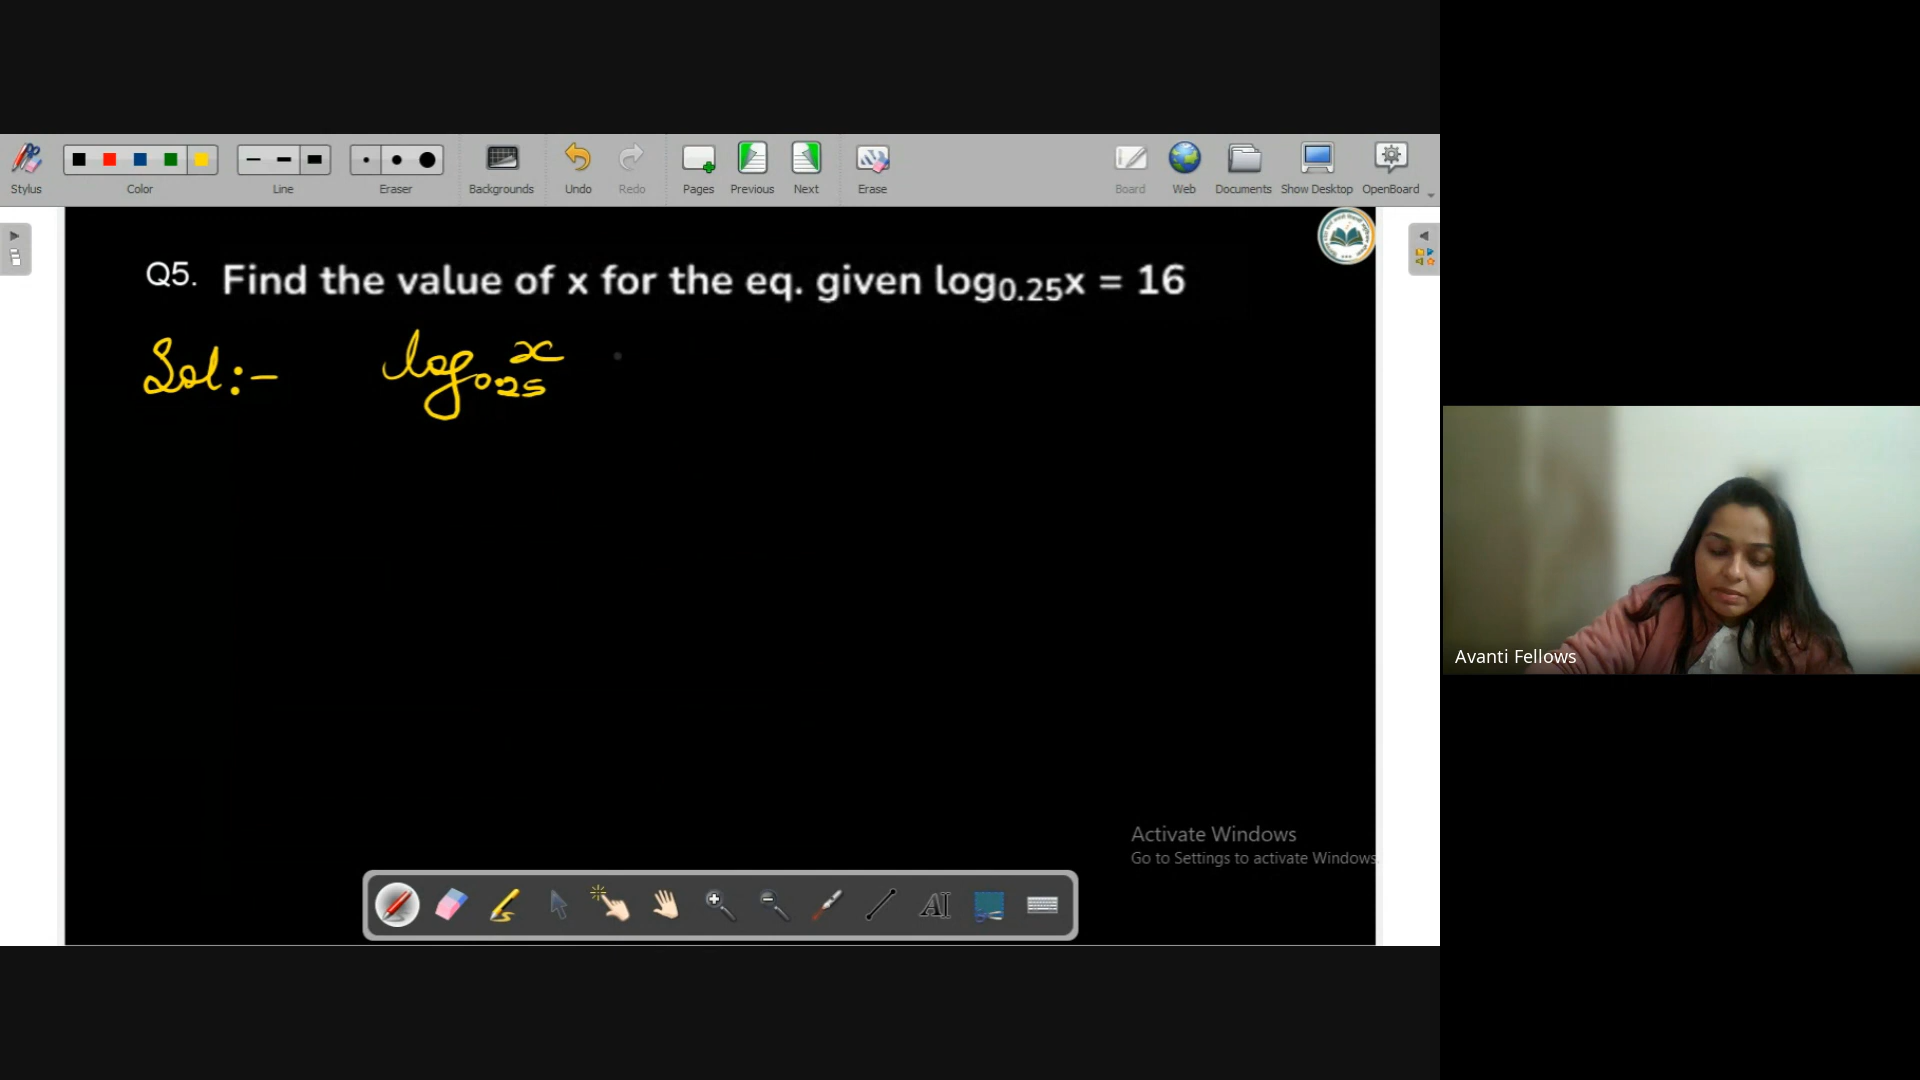 Stylus Color Line Eraser Backgrounds Undo Redo Pages Previous Next Erase Board Web Documents Show Desktop OpenBoard
Q5. Find the value of x for the eq. given log₀.₂₅x = 16
Sol:- log₀.₂₅ x
Avanti Fellows
Activate Windows
Go to Settings to activate Windows.